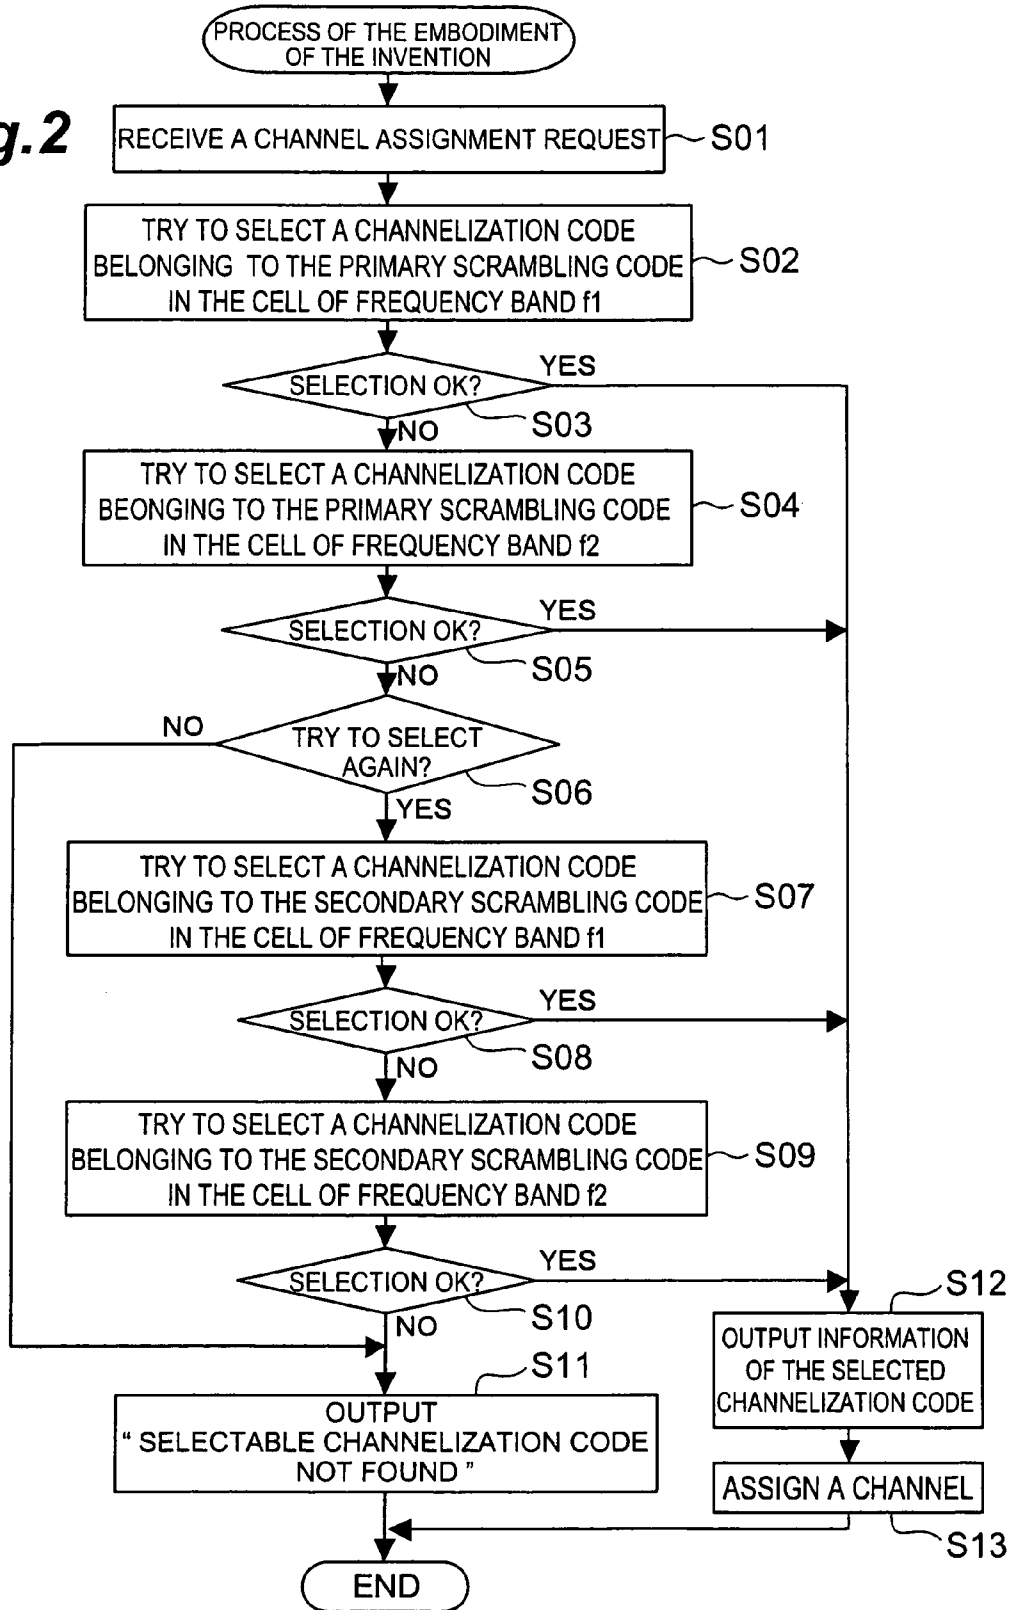 PROCESS OF THE EMBODIMENT
OF THE INVENTION
g.2
RECEIVE A CHANNEL ASSIGNMENT REQUEST
S01
TRY TO SELECT A CHANNELIZATION CODE
BELONGING TO THE PRIMARY SCRAMBLING CODE
IN THE CELL OF FREQUENCY BAND f1
S02
SELECTION OK?
YES
S03
NO
TRY TO SELECT A CHANNELIZATION CODE
BEONGING TO THE PRIMARY SCRAMBLING CODE
IN THE CELL OF FREQUENCY BAND f2
S04
SELECTION OK?
YES
S05
NO
NO
TRY TO SELECT
AGAIN?
S06
YES
TRY TO SELECT A CHANNELIZATION CODE
BELONGING TO THE SECONDARY SCRAMBLING CODE
IN THE CELL OF FREQUENCY BAND f1
S07
SELECTION OK?
YES
S08
NO
TRY TO SELECT A CHANNELIZATION CODE
BELONGING TO THE SECONDARY SCRAMBLING CODE
IN THE CELL OF FREQUENCY BAND f2
S09
SELECTION OK?
YES
S10
NO
S11
OUTPUT
“ SELECTABLE CHANNELIZATION CODE
NOT FOUND ”
S12
OUTPUT INFORMATION
OF THE SELECTED
CHANNELIZATION CODE
ASSIGN A CHANNEL
S13
END